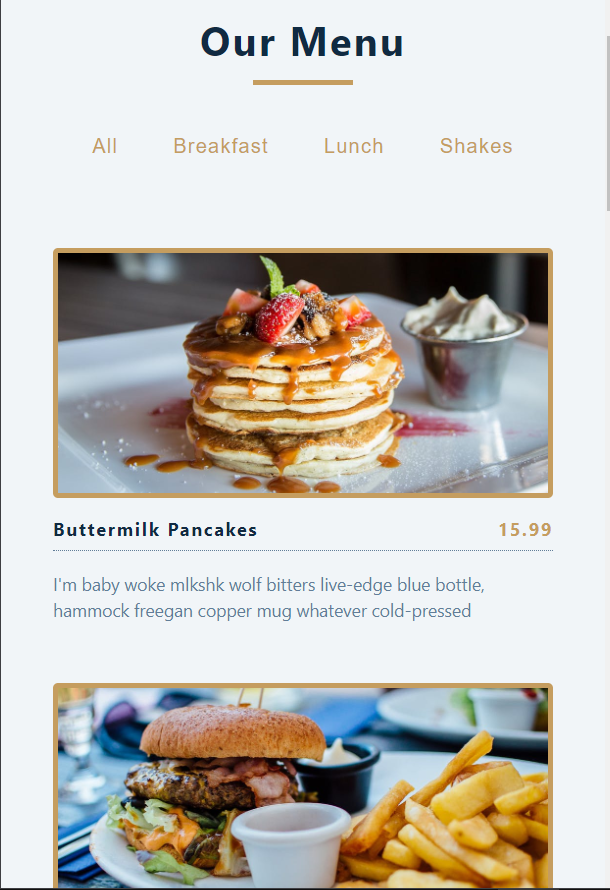 Our Menu
All Breakfast Lunch Shakes
Buttermilk Pancakes 15.99
I'm baby woke mlkshk wolf bitters live-edge blue bottle,
hammock freegan copper mug whatever cold-pressed